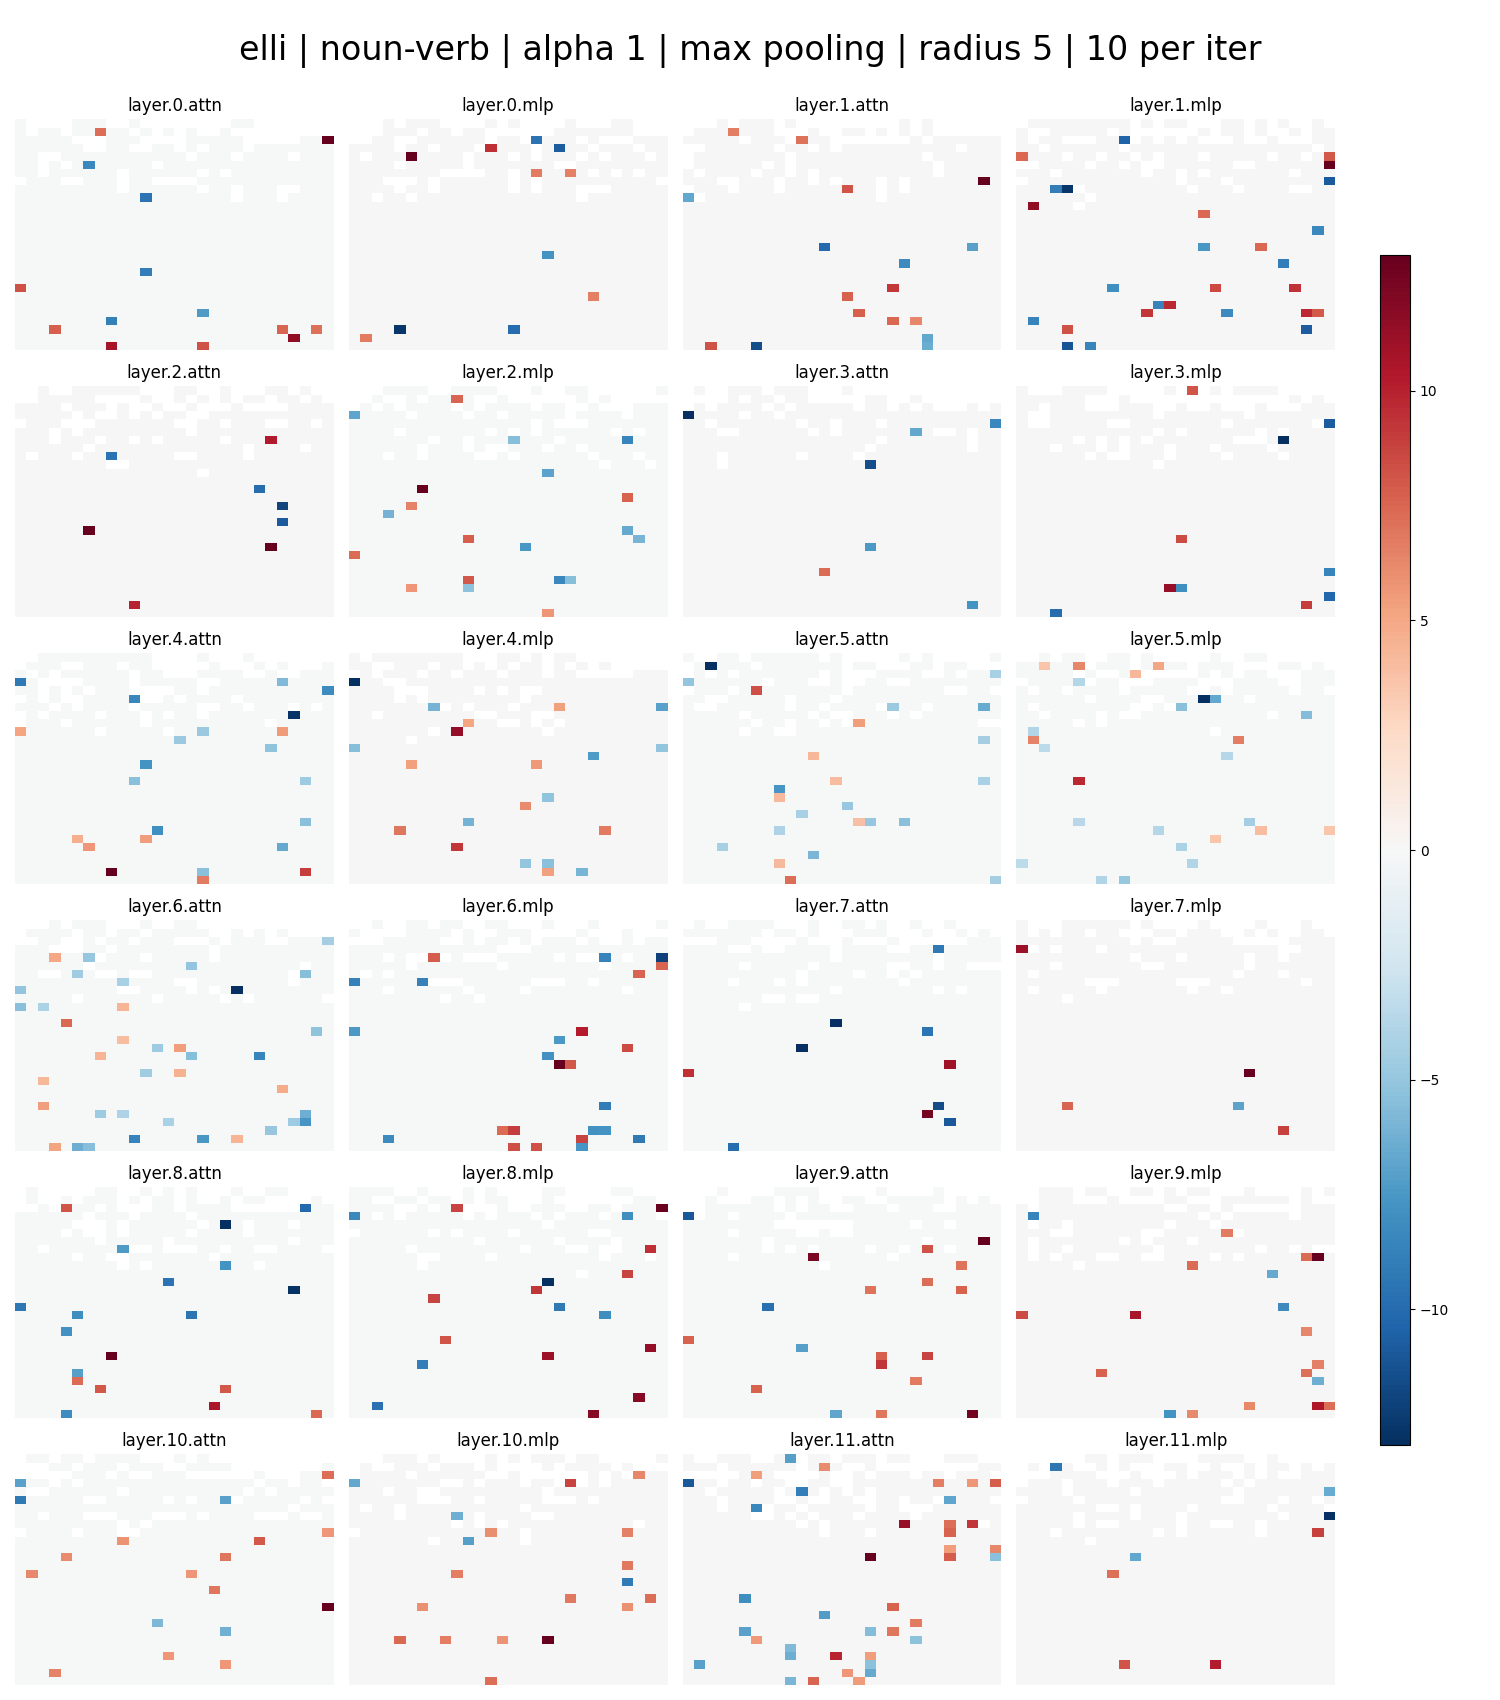 elli | noun-verb | alpha 1 | max pooling | radius 5 | 10 per iter
layer.0.attn layer.0.mlp layer.1.attn layer.1.mlp
layer.2.attn layer.2.mlp layer.3.attn layer.3.mlp
10
layer.4.attn layer.4.mlp layer.5.attn layer.5.mlp
5
0
layer.6.attn layer.6.mlp layer.7.attn layer.7.mlp
−5
layer.8.attn layer.8.mlp layer.9.attn layer.9.mlp
−10
layer.10.attn layer.10.mlp layer.11.attn layer.11.mlp